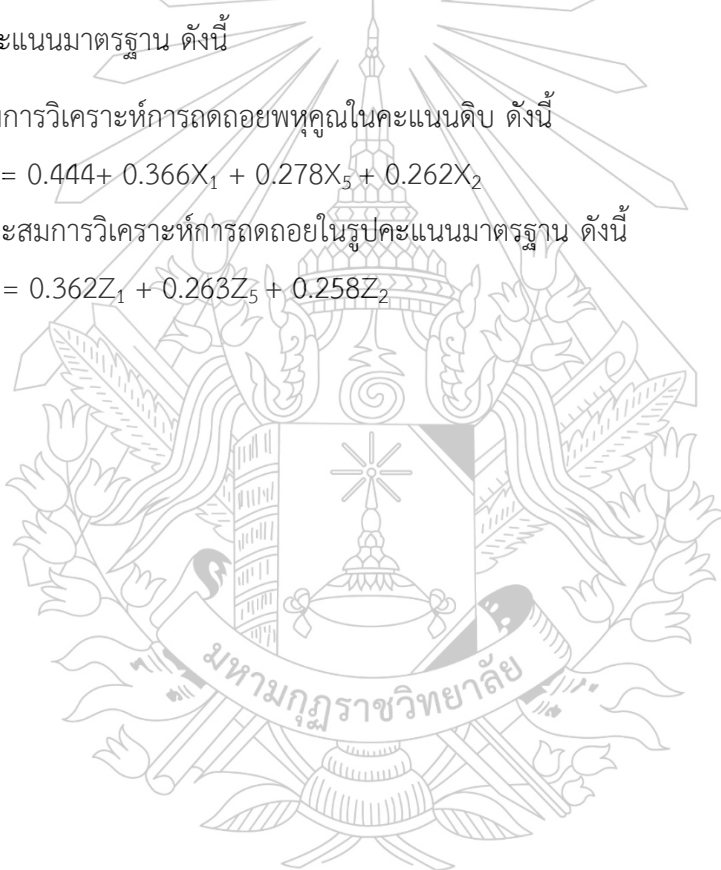 ะแนนมาตรฐาน ดังนี้
การวิเคราะห์การถดถอยพหุคูณในคะแนนดิบ ดังนี้
= 0.444+ 0.366X₁ + 0.278X₅ + 0.262X₂
ะสมการวิเคราะห์การถดถอยในรูปคะแนนมาตรฐาน ดังนี้
= 0.362Z₁ + 0.263Z₅ + 0.258Z₂
มหามกุฏราชวิทยาลัย